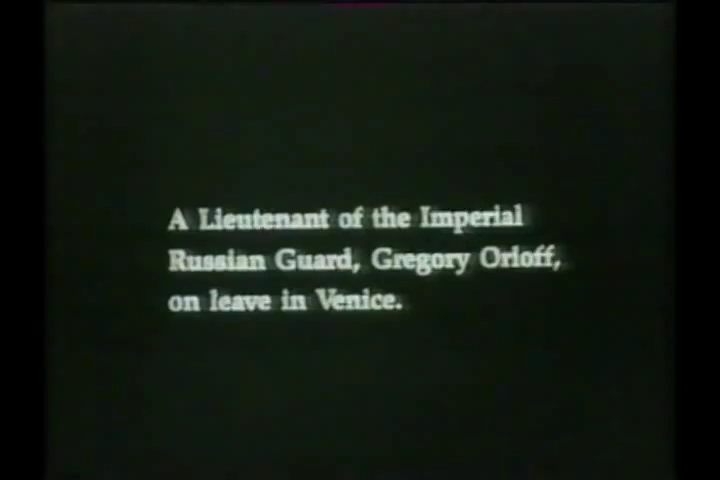 A Lieutenant of the Imperial
Russian Guard, Gregory Orloff,
on leave in Venice.